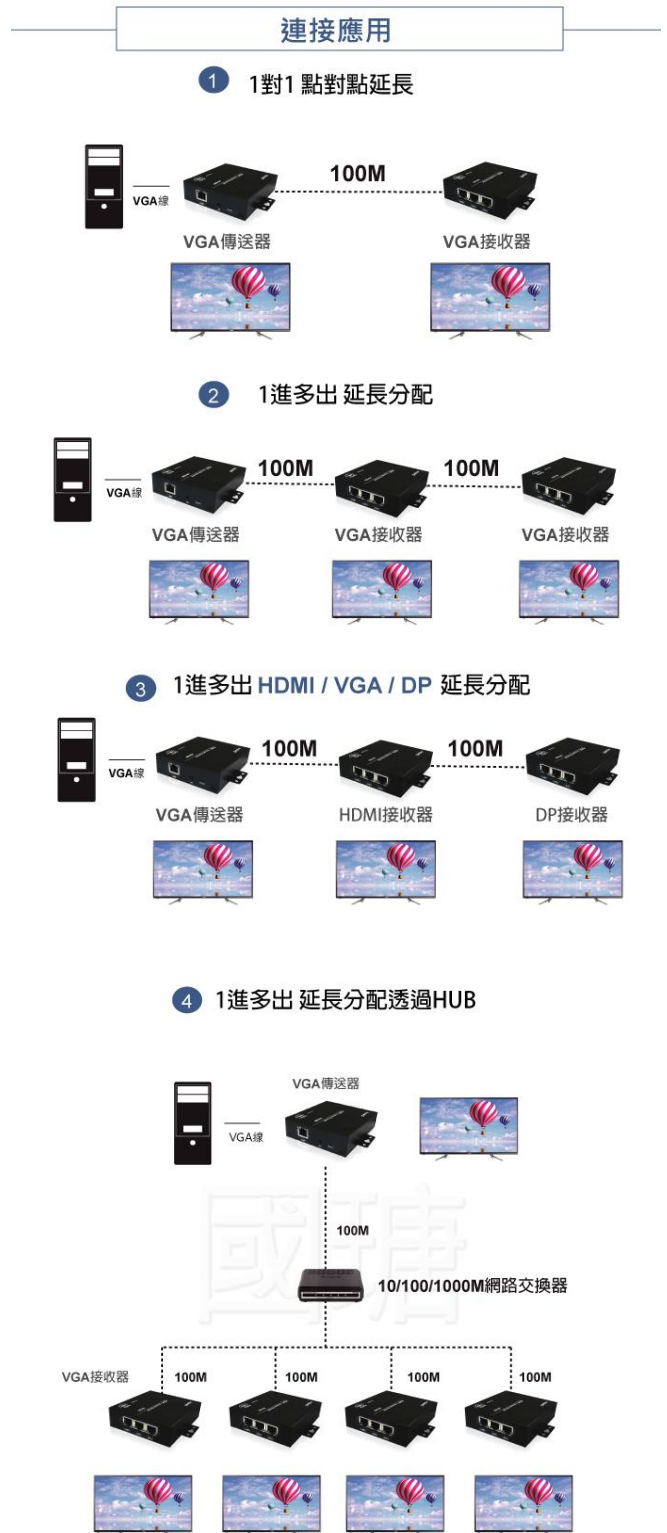 連接應用
1 1對1 點對點延長
100M
VGA線
VGA傳送器 VGA接收器
2 1進多出 延長分配
100M 100M
VGA線
VGA傳送器 VGA接收器 VGA接收器
3 1進多出 HDMI / VGA / DP 延長分配
100M 100M
VGA線
VGA傳送器 HDMI接收器 DP接收器
4 1進多出 延長分配透過HUB
VGA傳送器
VGA線
100M
國瑭
10/100/1000M網路交換器
VGA接收器 100M 100M 100M 100M